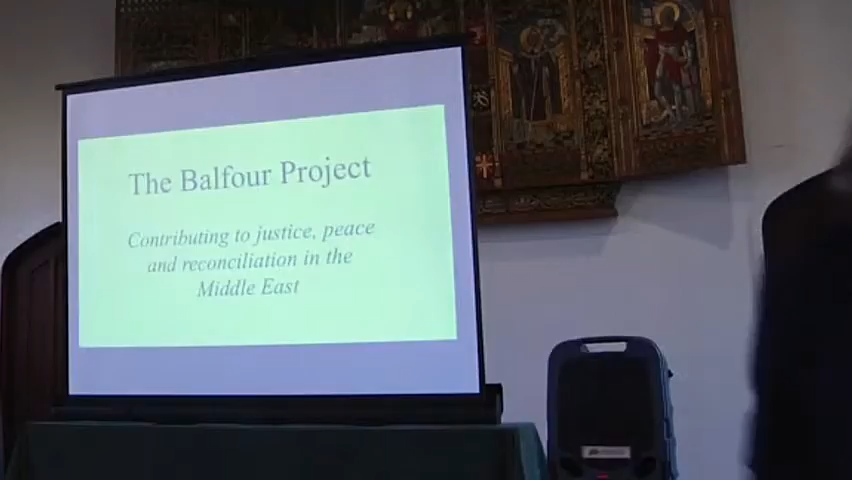 The Balfour Project
Contributing to justice, peace
and reconciliation in the
Middle East